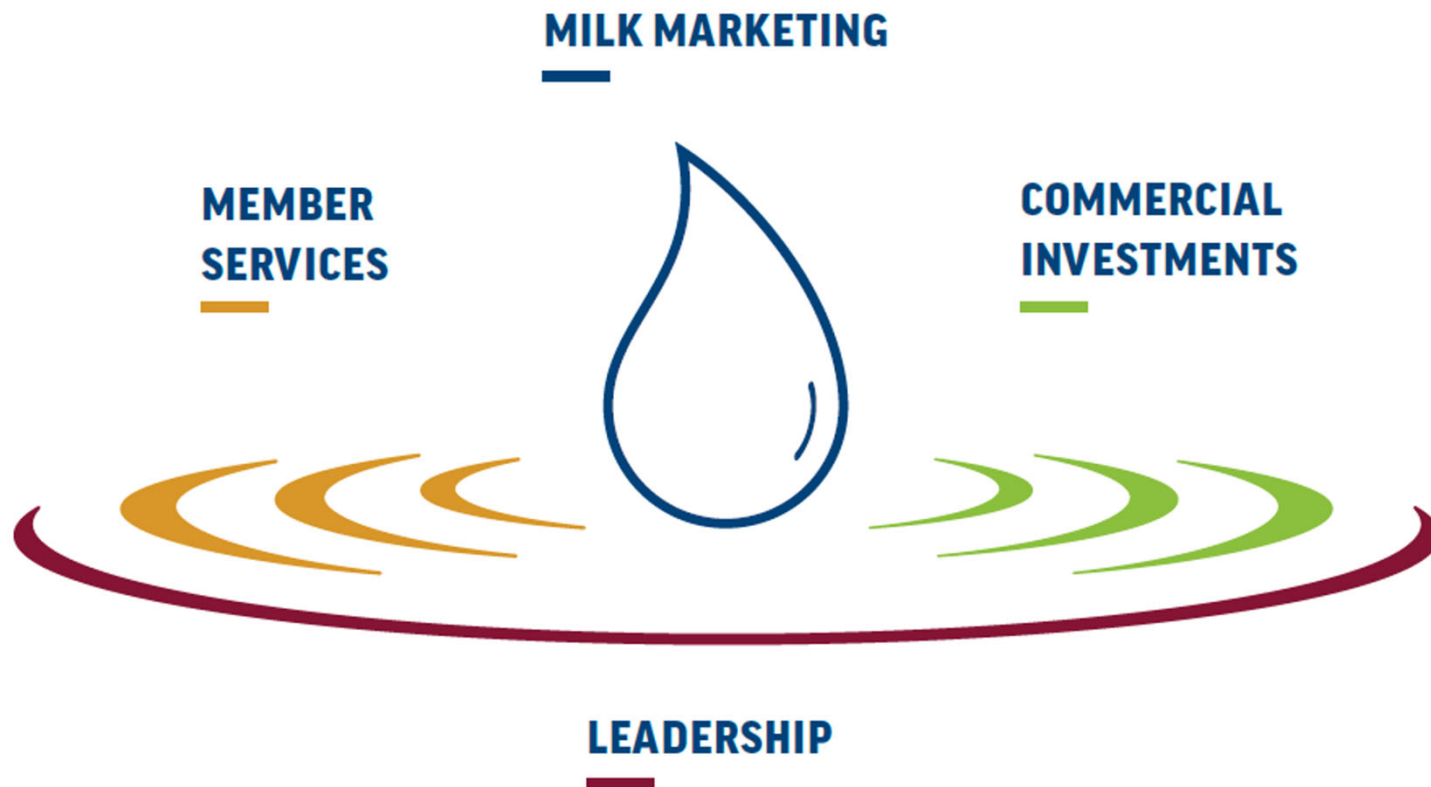 MILK MARKETING
MEMBER
SERVICES
COMMERCIAL
INVESTMENTS
LEADERSHIP